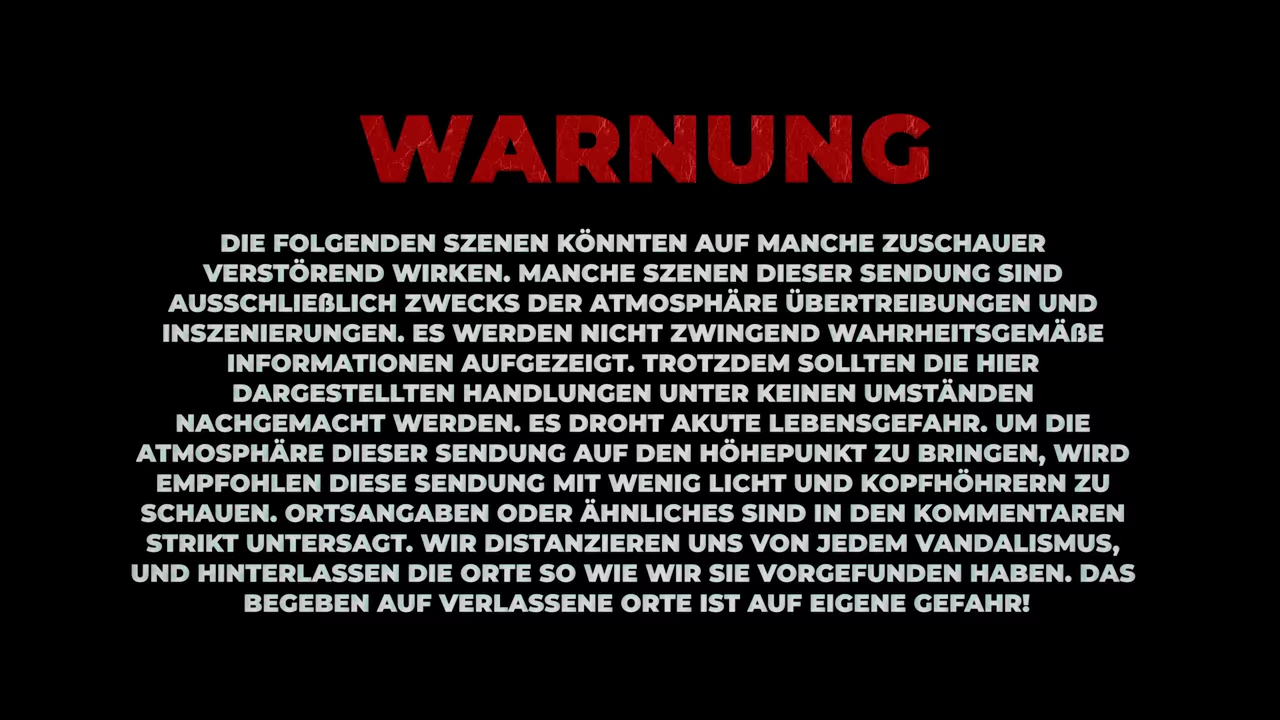 WARNUNG
DIE FOLGENDEN SZENEN KÖNNTEN AUF MANCHE ZUSCHAUER
VERSTÖREND WIRKEN. MANCHE SZENEN DIESER SENDUNG SIND
AUSSCHLIEßLICH ZWECKS DER ATMOSPHÄRE ÜBERTREIBUNGEN UND
INSZENIERUNGEN. ES WERDEN NICHT ZWINGEND WAHRHEITSGEMÄßE
INFORMATIONEN AUFGEZEIGT. TROTZDEM SOLLTEN DIE HIER
DARGESTELLTEN HANDLUNGEN UNTER KEINEN UMSTÄNDEN
NACHGEMACHT WERDEN. ES DROHT AKUTE LEBENSGEFAHR. UM DIE
ATMOSPHÄRE DIESER SENDUNG AUF DEN HÖHEPUNKT ZU BRINGEN, WIRD
EMPFOHLEN DIESE SENDUNG MIT WENIG LICHT UND KOPFHÖHRERN ZU
SCHAUEN. ORTSANGABEN ODER ÄHNLICHES SIND IN DEN KOMMENTAREN
STRIKT UNTERSAGT. WIR DISTANZIEREN UNS VON JEDEM VANDALISMUS,
UND HINTERLASSEN DIE ORTE SO WIE WIR SIE VORGEFUNDEN HABEN. DAS
BEGEBEN AUF VERLASSENE ORTE IST AUF EIGENE GEFAHR!